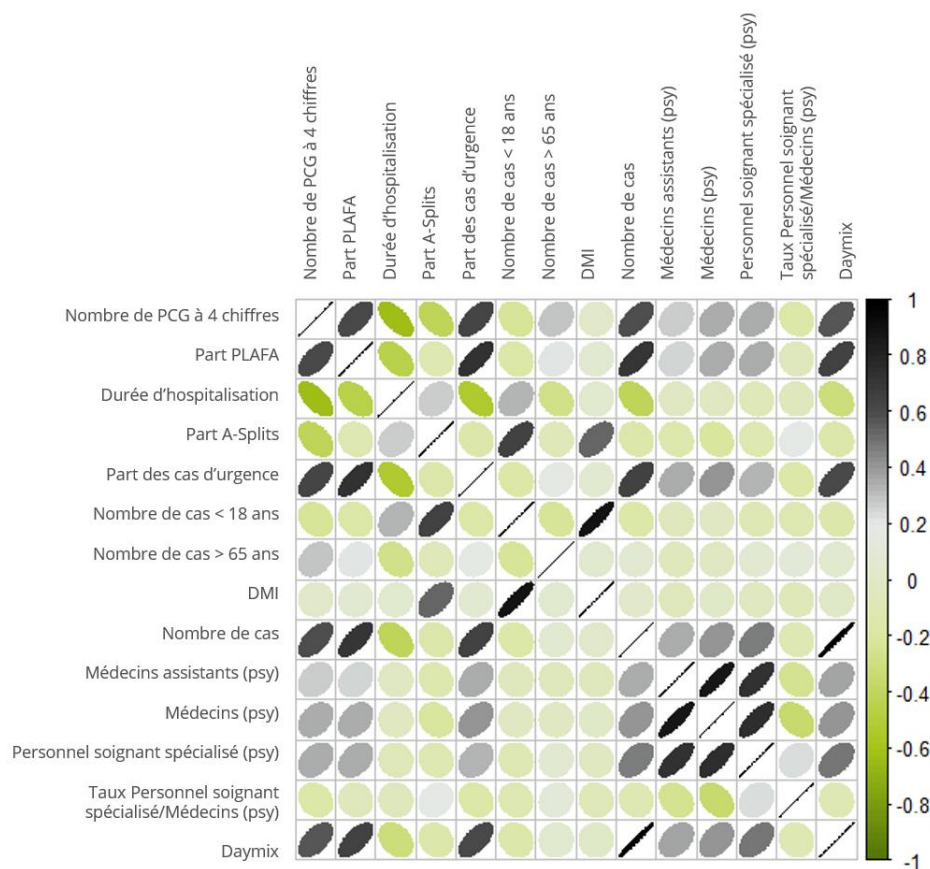 Nombre de PCG à 4 chiffres
Part PLAFA
Durée d'hospitalisation
Part A-Splits
Part des cas d'urgence
Nombre de cas < 18 ans
Nombre de cas > 65 ans
DMI
Nombre de cas
Médecins assistants (psy)
Médecins (psy)
Personnel soignant spécialisé (psy)
Taux Personnel soignant
spécialisé/Médecins (psy)
Daymix
Nombre de PCG à 4 chiffres
Part PLAFA
Durée d'hospitalisation
Part A-Splits
Part des cas d'urgence
Nombre de cas < 18 ans
Nombre de cas > 65 ans
DMI
Nombre de cas
Médecins assistants (psy)
Médecins (psy)
Personnel soignant spécialisé (psy)
Taux Personnel soignant
spécialisé/Médecins (psy)
Daymix
1
0.8
0.6
0.4
0.2
0
-0.2
-0.4
-0.6
-0.8
-1